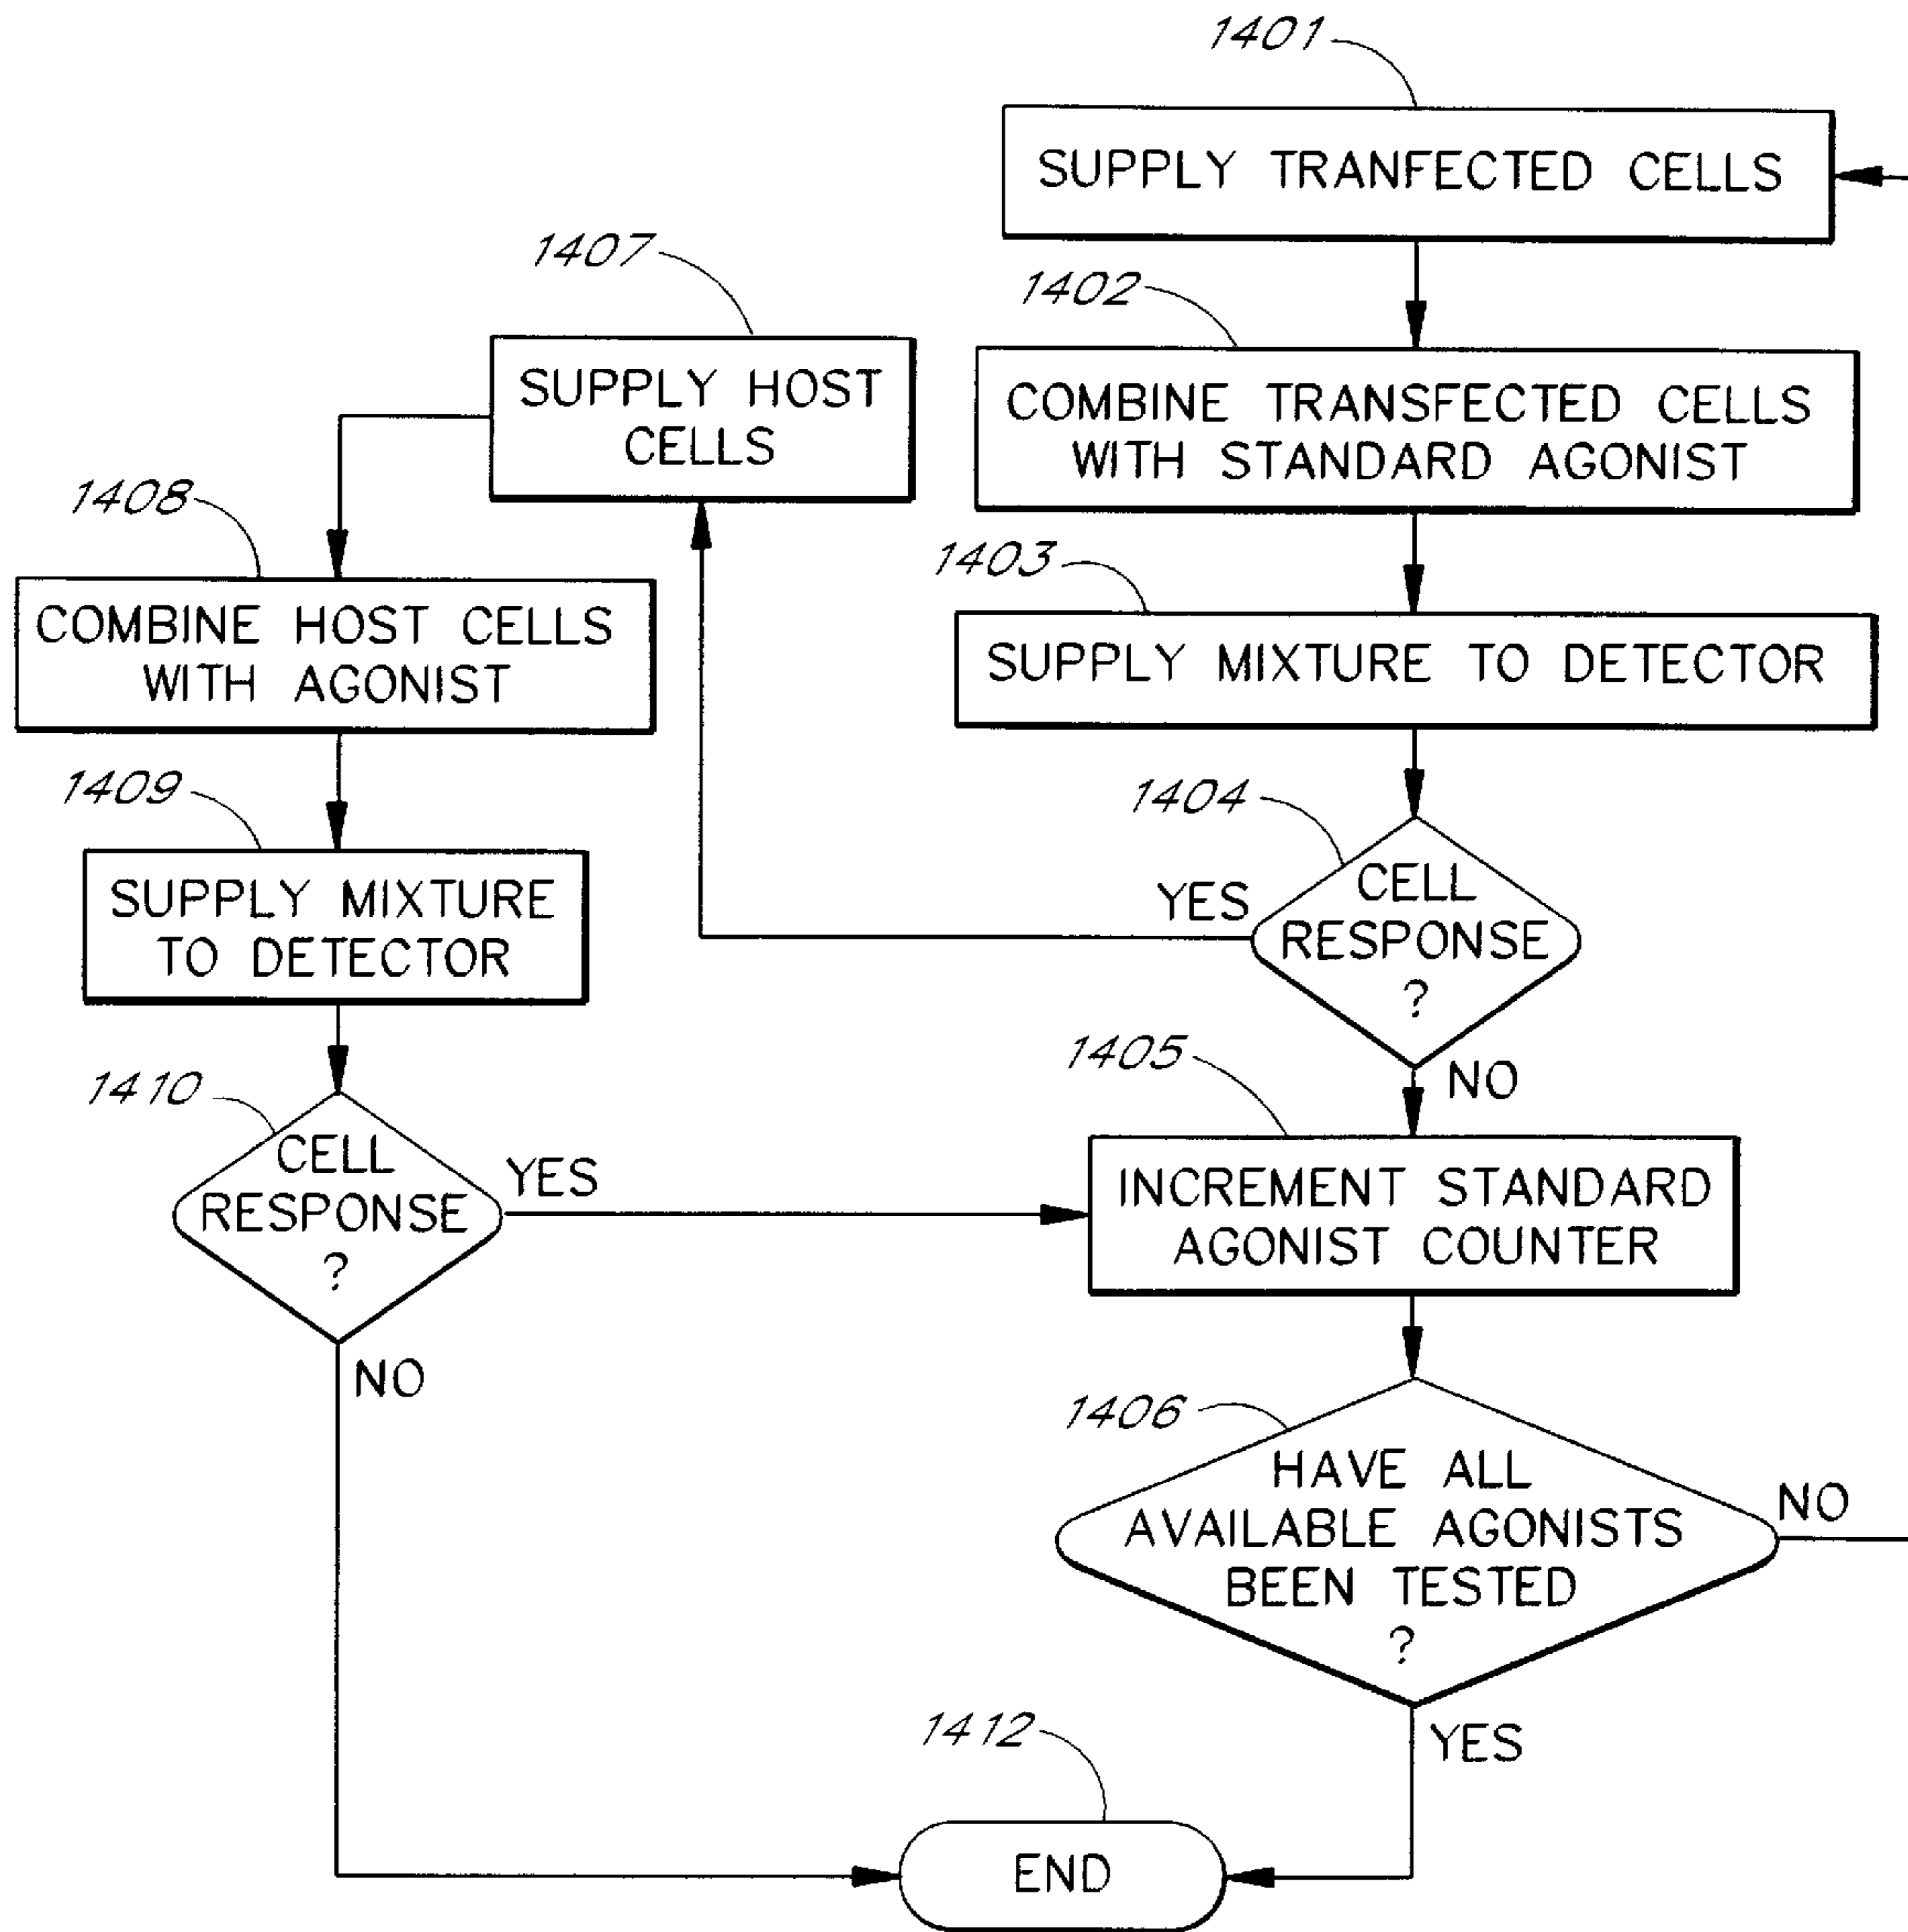 1401
SUPPLY TRANFECTED CELLS
1402
COMBINE TRANSFECTED CELLS
WITH STANDARD AGONIST
1403
SUPPLY MIXTURE TO DETECTOR
1404
CELL
RESPONSE
?
YES
NO
1407
SUPPLY HOST
CELLS
1408
COMBINE HOST CELLS
WITH AGONIST
1409
SUPPLY MIXTURE
TO DETECTOR
1410
CELL
RESPONSE
?
YES
NO
1405
INCREMENT STANDARD
AGONIST COUNTER
1406
HAVE ALL
AVAILABLE AGONISTS
BEEN TESTED
?
NO
YES
1412
END